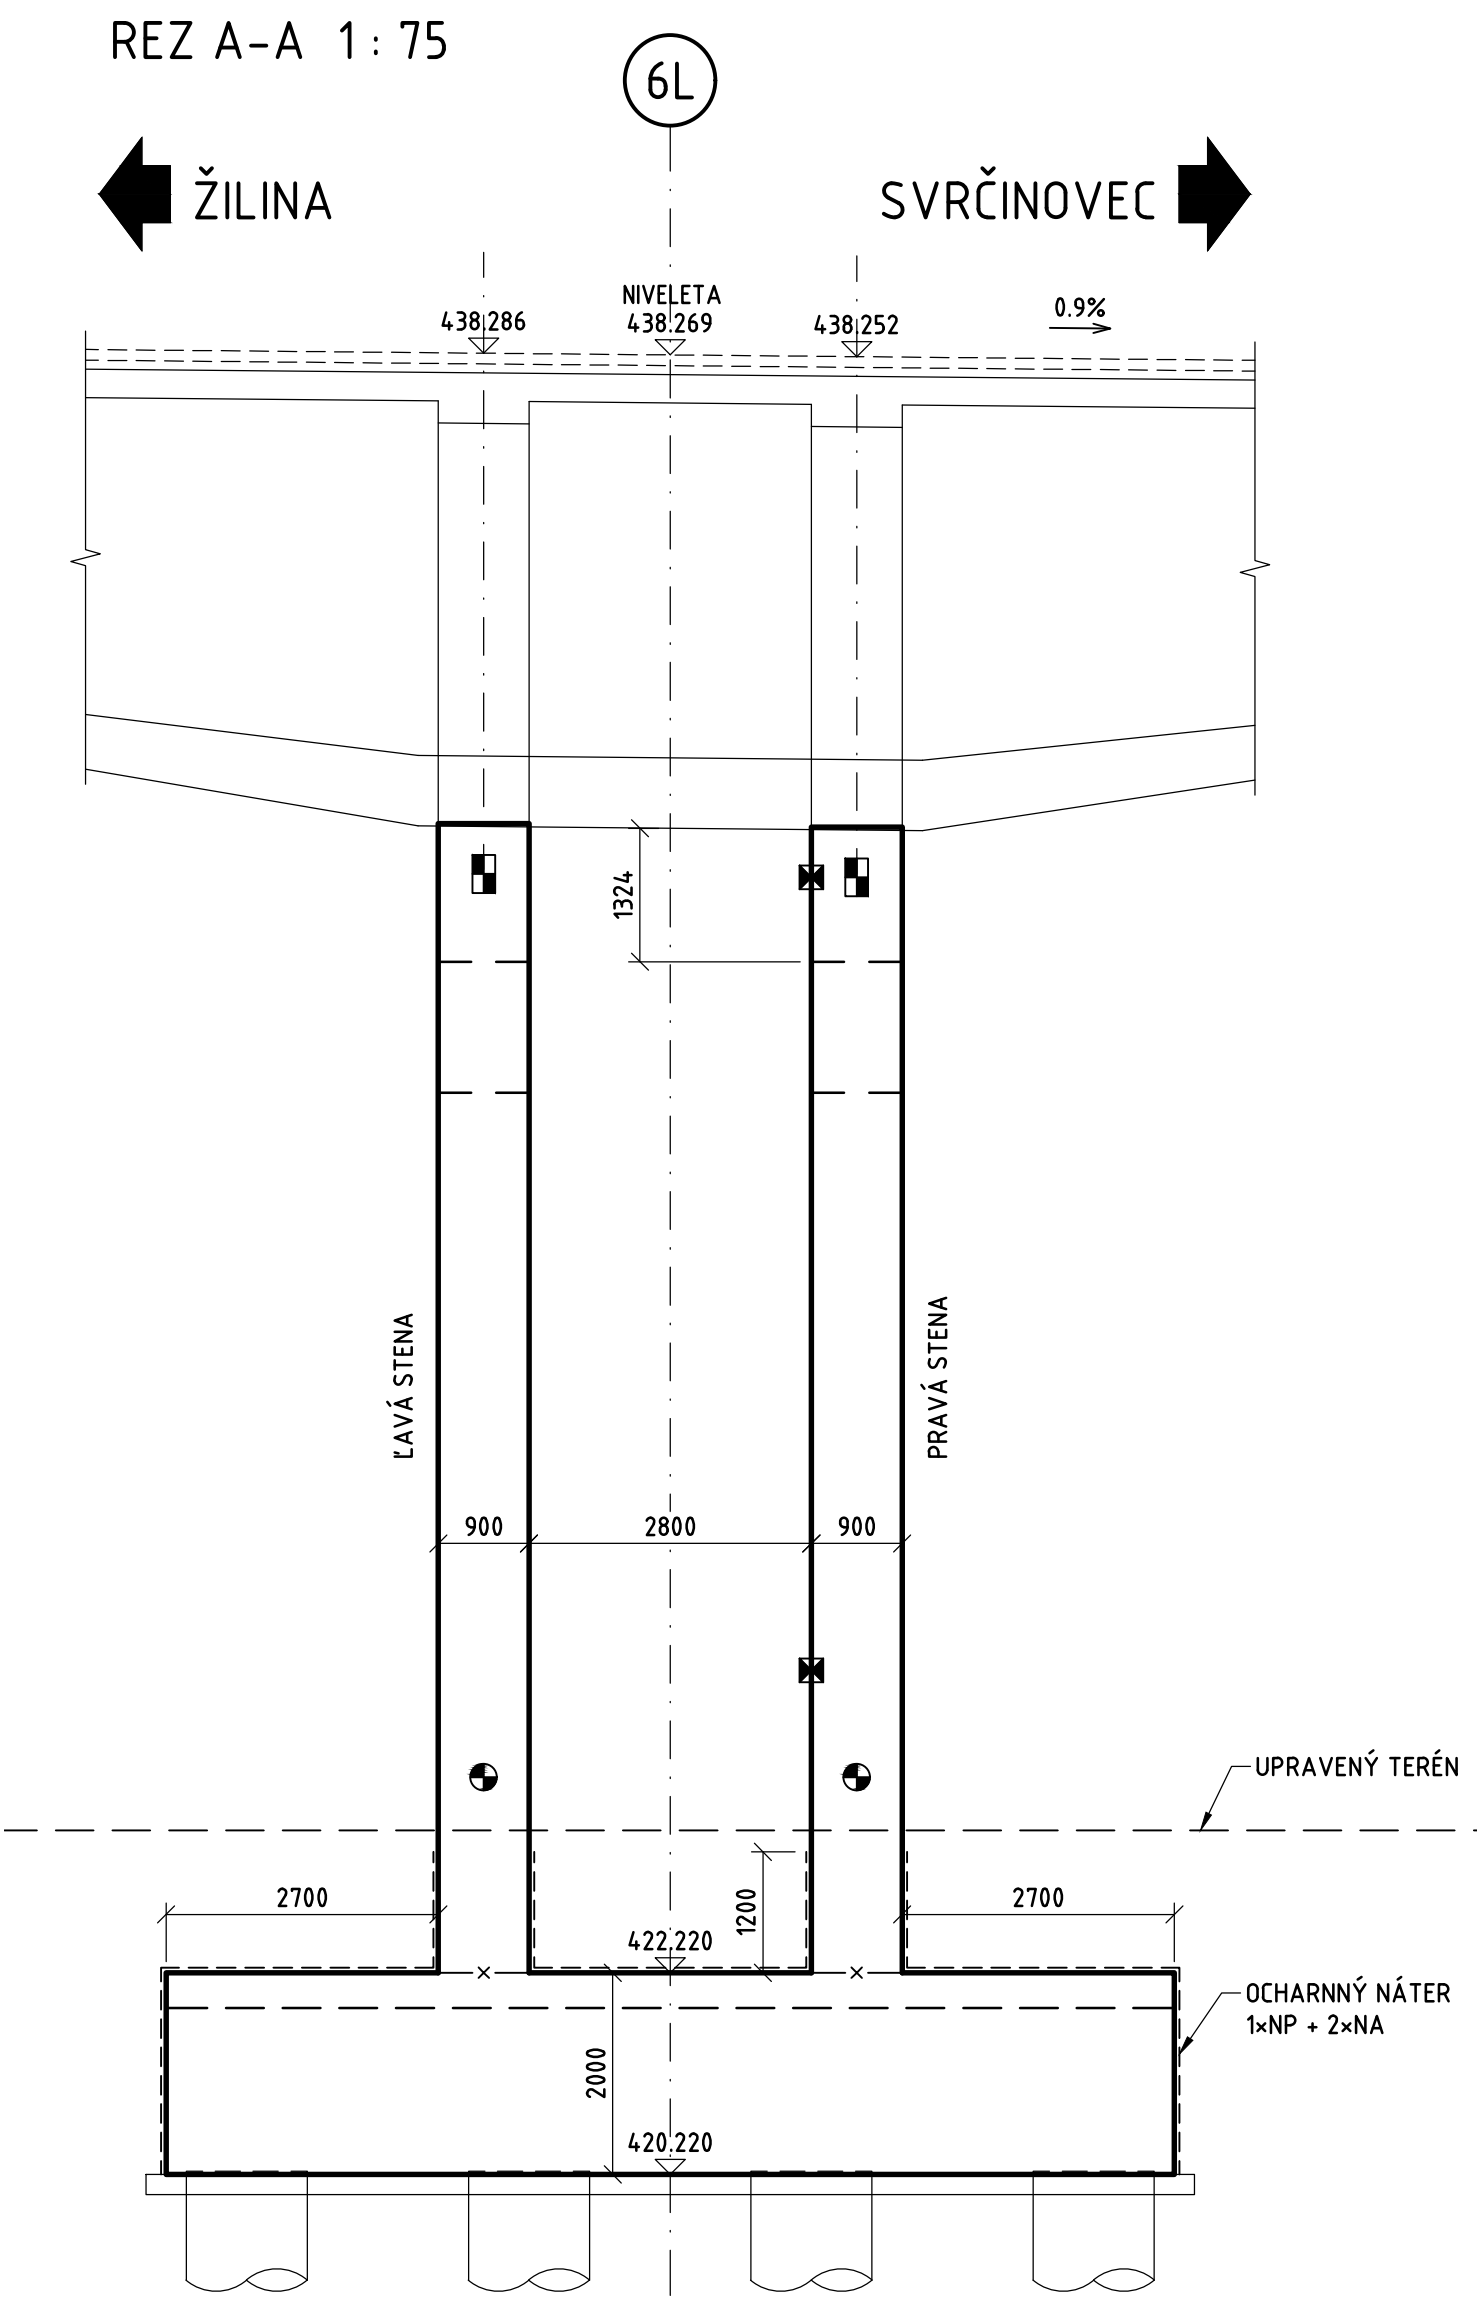 REZ A-A 1 : 75
6L
ŽILINA
SVRČINOVEC
NIVELETA
438.286
438.269
438.252
0.9%
1324
ĽAVÁ STENA
PRAVÁ STENA
900
2800
900
UPRAVENÝ TERÉN
2700
1200
2700
422.220
OCHARNNÝ NÁTER
1×NP + 2×NA
2000
420.220